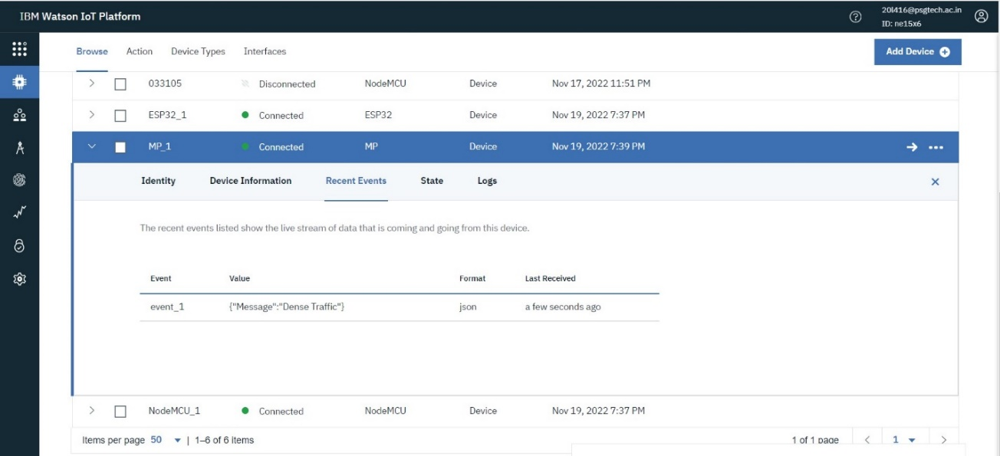 IBM Watson IoT Platform
20l416@psgtech.ac.in
ID: ne15x6
Browse Action Device Types Interfaces
Add Device
033105 Disconnected NodeMCU Device Nov 17, 2022 11:51 PM
ESP32_1 Connected ESP32 Device Nov 19, 2022 7:37 PM
MP_1 Connected MP Device Nov 19, 2022 7:39 PM
Identity Device Information Recent Events State Logs
The recent events listed show the live stream of data that is coming and going from this device.
Event Value Format Last Received
event_1 {"Message":"Dense Traffic"} json a few seconds ago
NodeMCU_1 Connected NodeMCU Device Nov 19, 2022 7:37 PM
Items per page 50 | 1–6 of 6 items 1 of 1 page 1